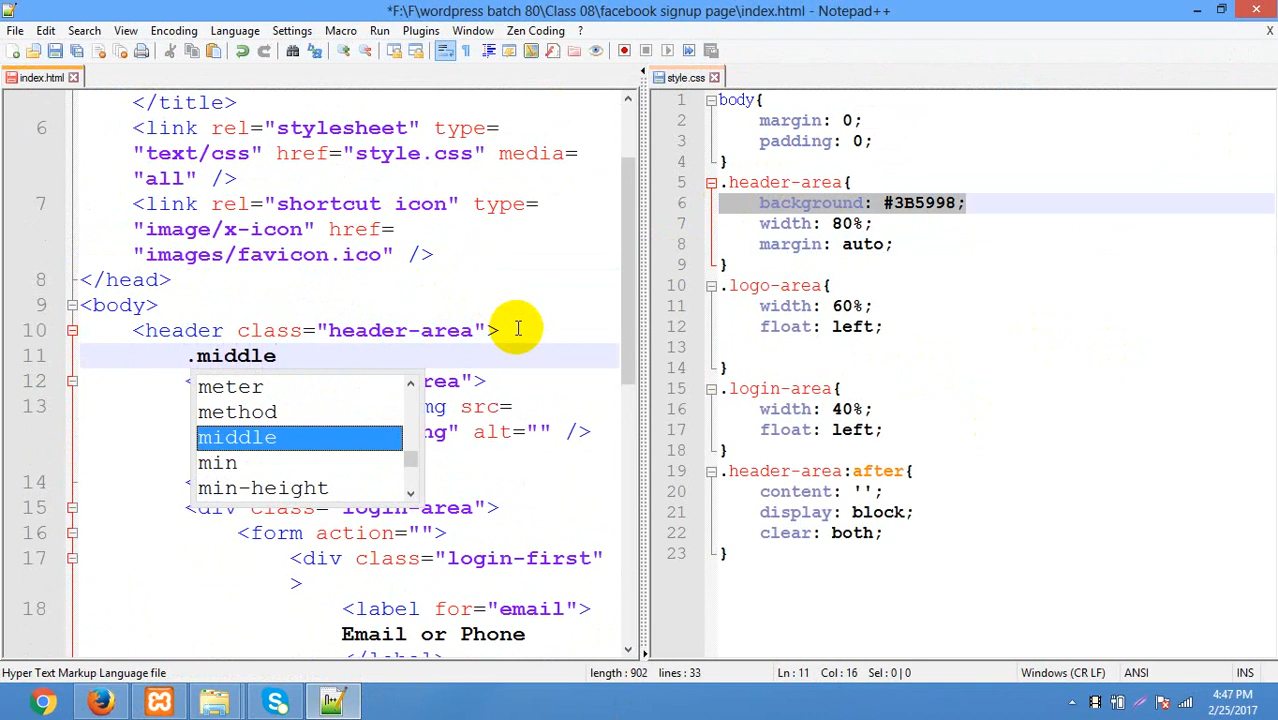 *F:\F\wordpress batch 80\Class 08\facebook signup page\index.html - Notepad++
File Edit Search View Encoding Language Settings Macro Run Plugins Window Zen Coding ? X
index.html
</title>
6 <link rel="stylesheet" type=
"text/css" href="style.css" media=
"all" />
7 <link rel="shortcut icon" type=
"image/x-icon" href=
"images/favicon.ico" />
8 </head>
9 <body>
10 <header class="header-area">
11 .middle
12 < rea">
13 mg src=
ng" alt="" />
14 <
15 <div class="login-area">
16 <form action="">
17 <div class="login-first"
>
18 <label for="email">
Email or Phone
</label>
meter
method
middle
min
min-height
style.css
1 body{
2 margin: 0;
3 padding: 0;
4 }
5 .header-area{
6 background: #3B5998;
7 width: 80%;
8 margin: auto;
9 }
10 .logo-area{
11 width: 60%;
12 float: left;
13
14 }
15 .login-area{
16 width: 40%;
17 float: left;
18 }
19 .header-area:after{
20 content: '';
21 display: block;
22 clear: both;
23 }
Hyper Text Markup Language file length : 902 lines : 33 Ln : 11 Col : 16 Sel : 0 | 0 Windows (CR LF) ANSI INS
4:47 PM
2/25/2017